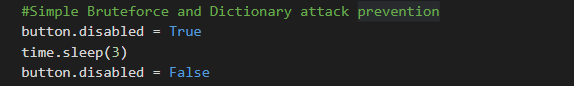 #Simple Bruteforce and Dictionary attack prevention
button.disabled = True
time.sleep(3)
button.disabled = False